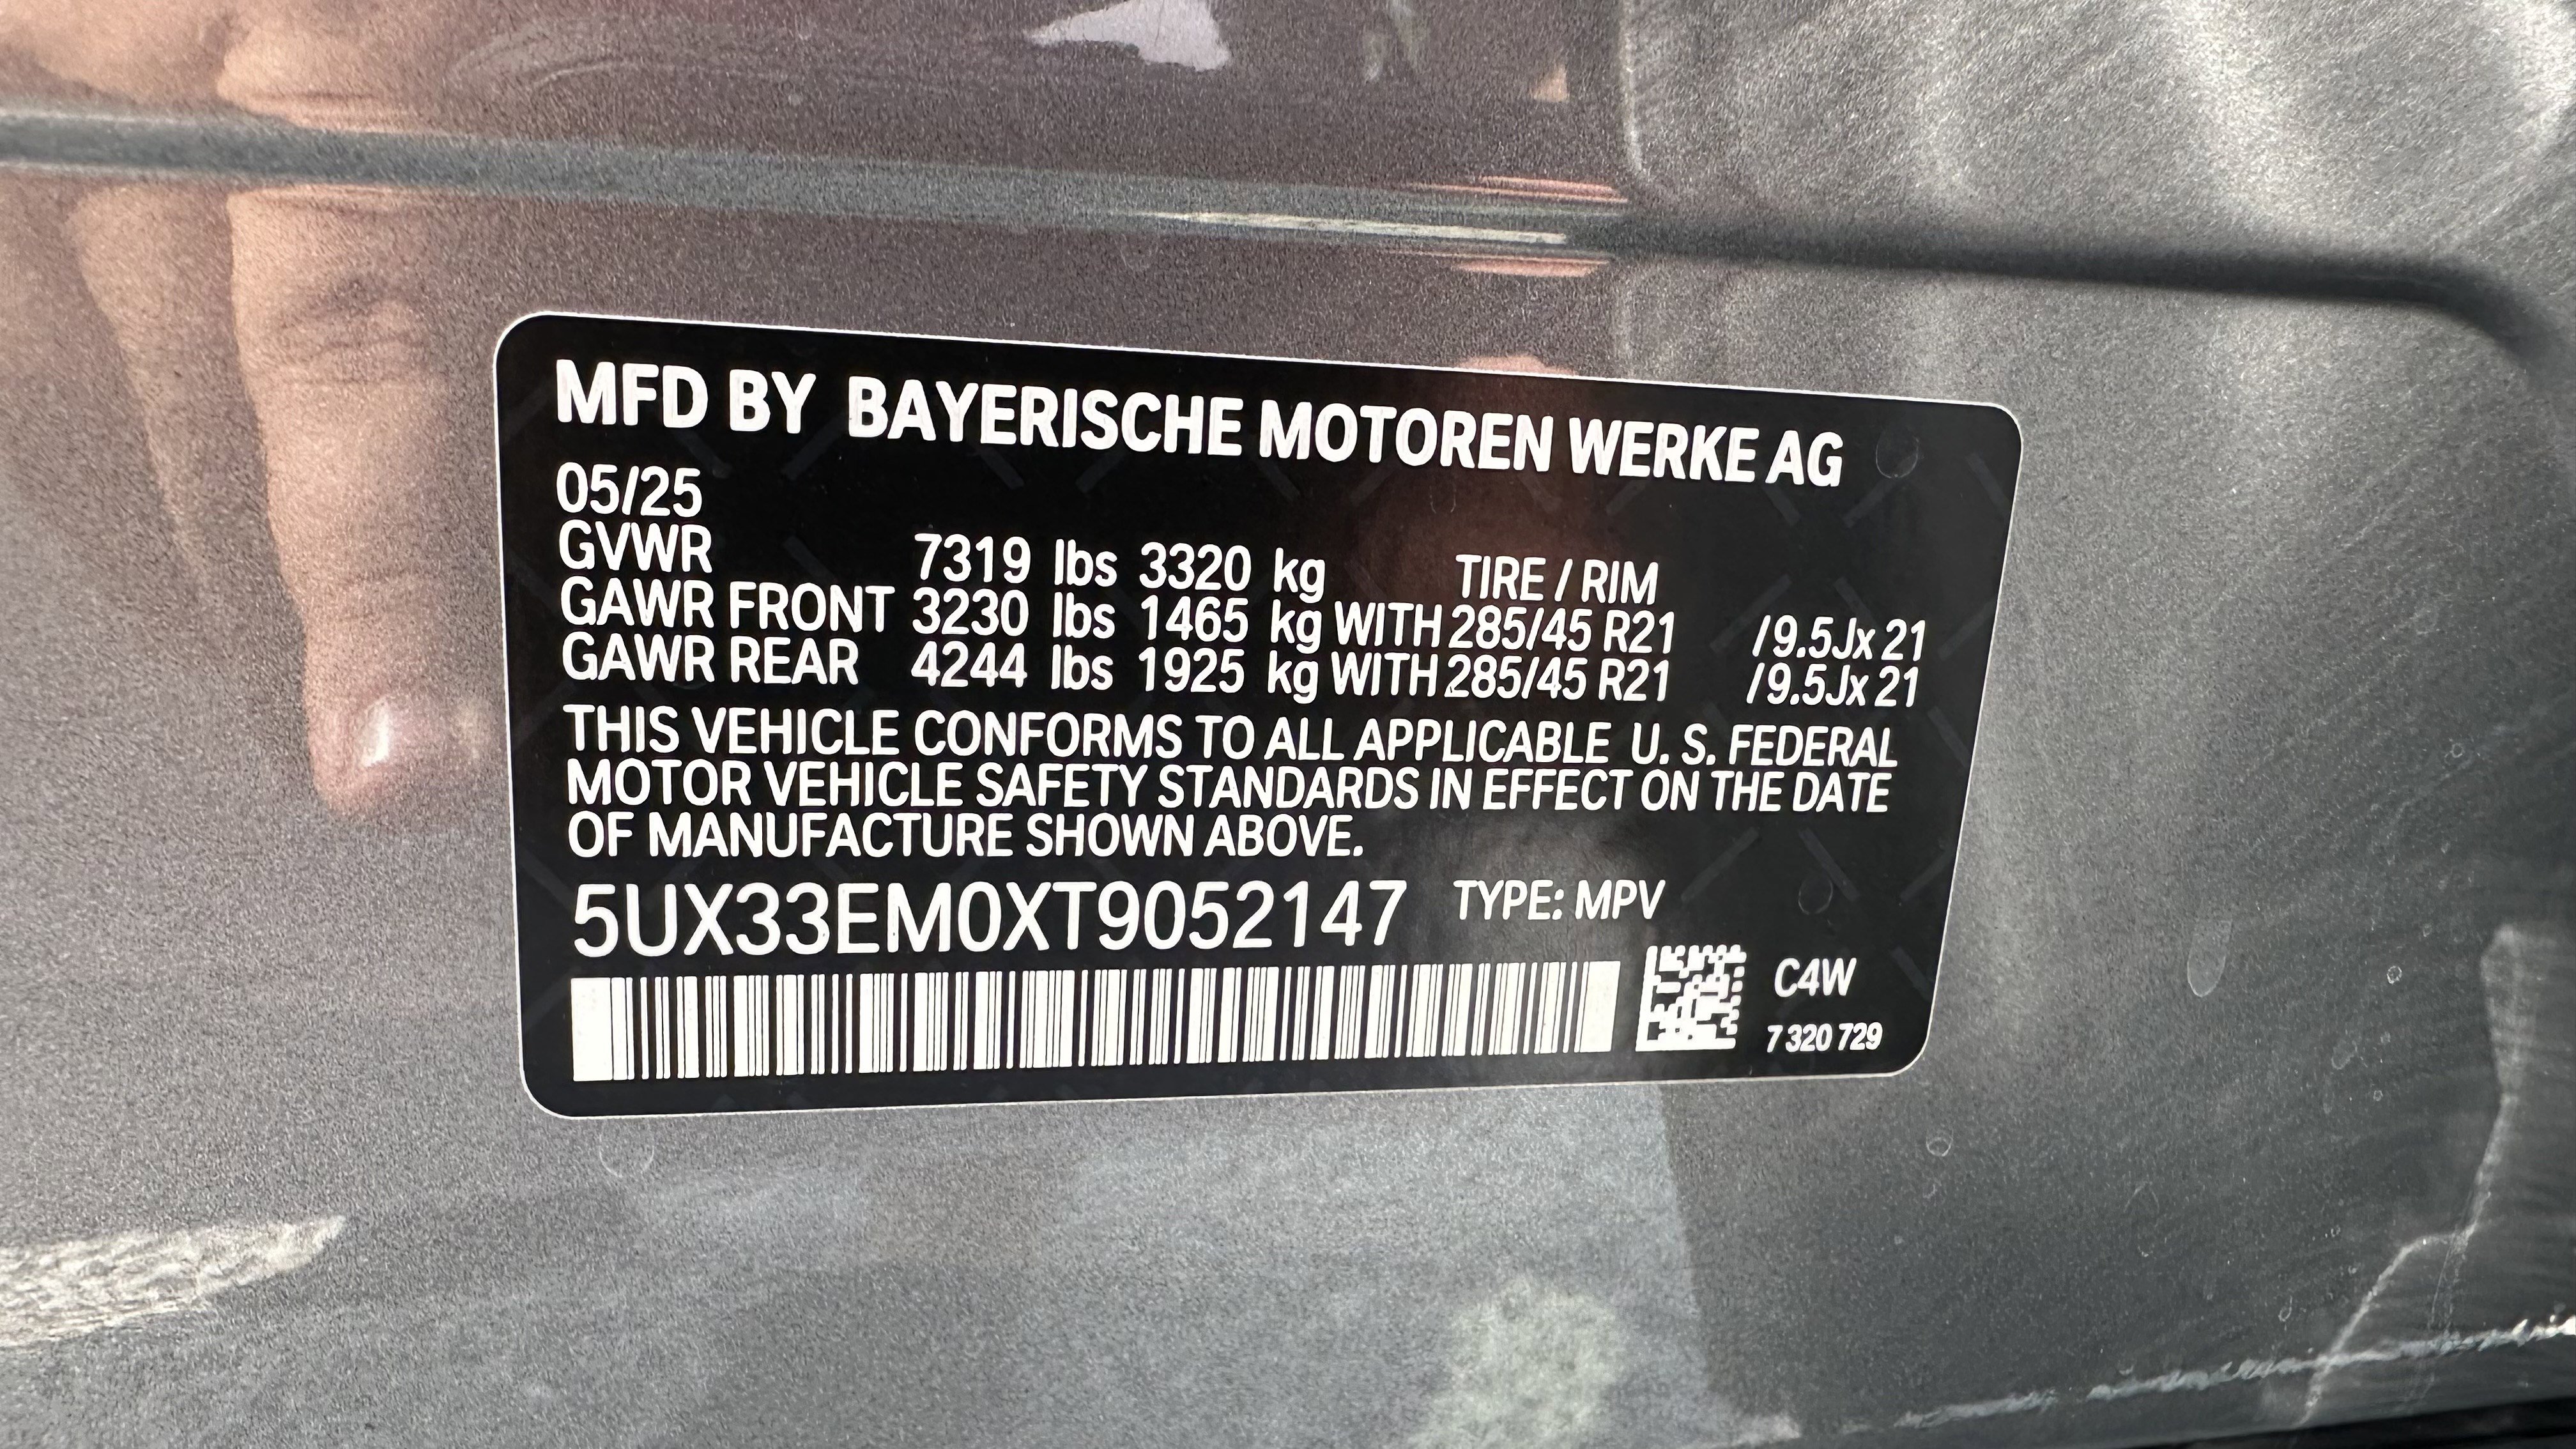 MFD BY BAYERISCHE MOTOREN WERKE AG
05/25
GVWR 7319 lbs 3320 kg TIRE / RIM
GAWR FRONT 3230 lbs 1465 kg WITH 285/45 R21 /9.5Jx 21
GAWR REAR 4244 lbs 1925 kg WITH 285/45 R21 /9.5Jx 21
THIS VEHICLE CONFORMS TO ALL APPLICABLE U. S. FEDERAL
MOTOR VEHICLE SAFETY STANDARDS IN EFFECT ON THE DATE
OF MANUFACTURE SHOWN ABOVE.
5UX33EM0XT9052147 TYPE: MPV
C4W
7 320 729